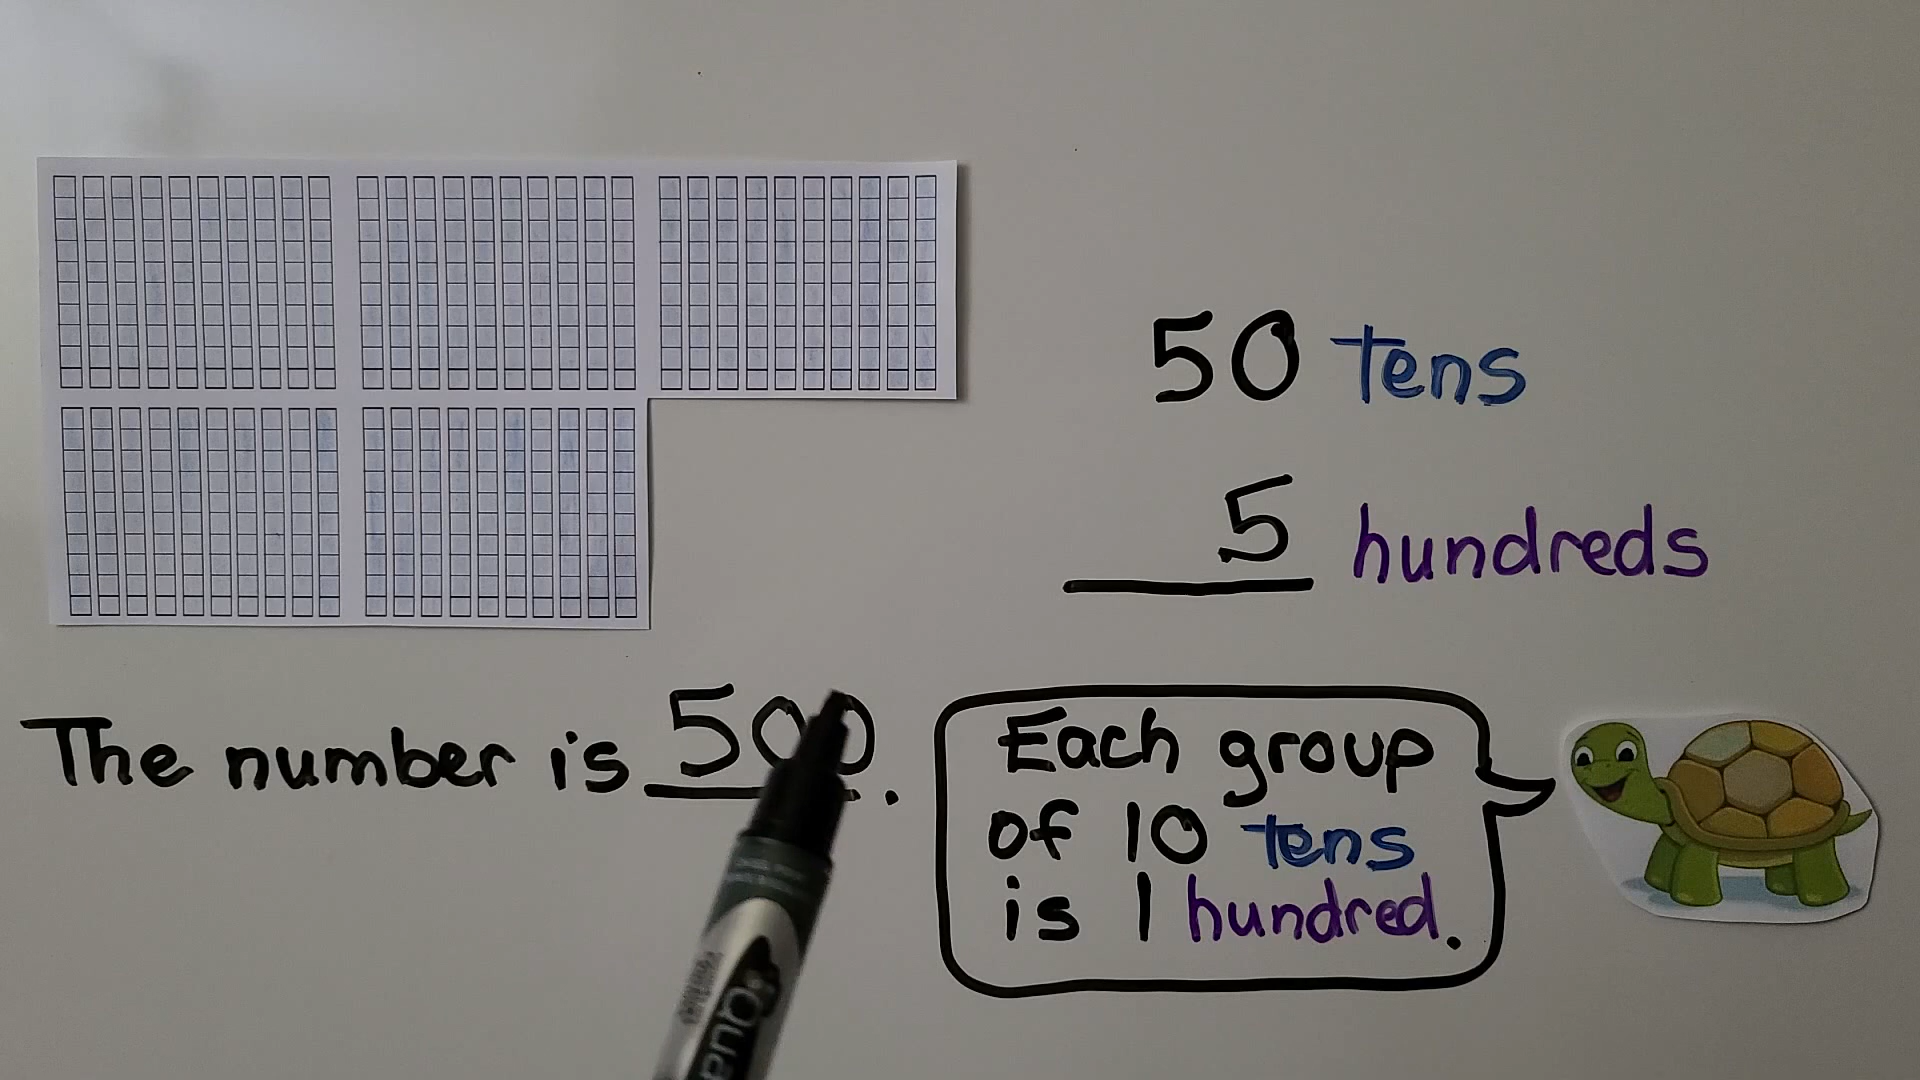 50 tens
5 hundreds
The number is 500.
Each group
of 10 tens
is 1 hundred.